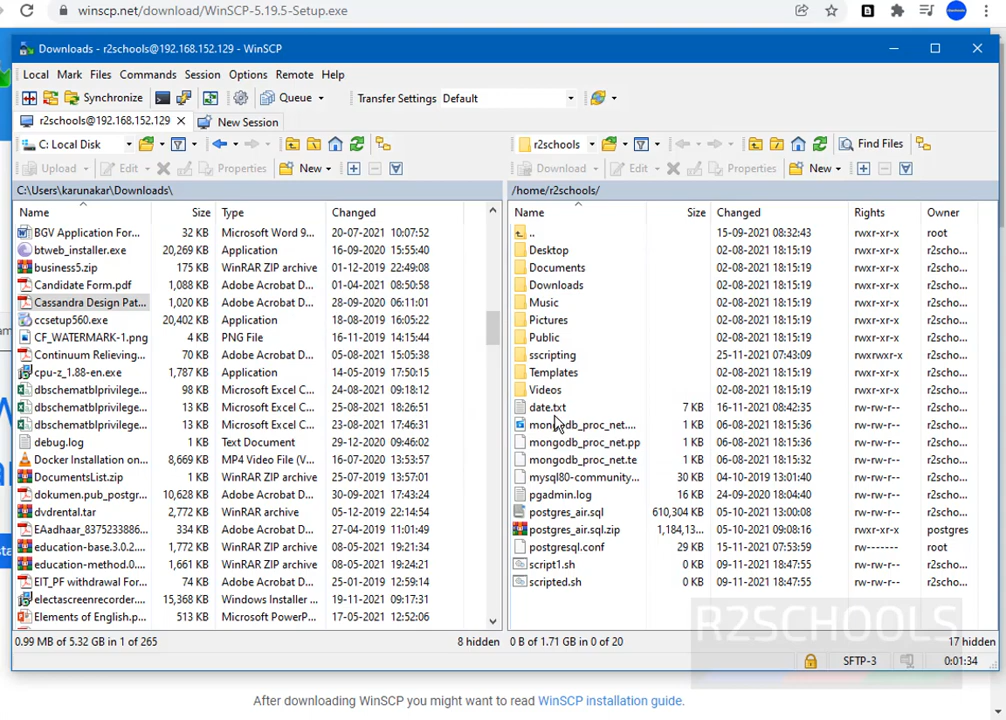 winscp.net/download/WinSCP-5.19.5-Setup.exe
Downloads - r2schools@192.168.152.129 - WinSCP
Local Mark Files Commands Session Options Remote Help
Synchronize Queue Transfer Settings Default
r2schools@192.168.152.129 New Session
C: Local Disk r2schools Find Files
Upload Edit Properties New Download Edit Properties New
C:\Users\karunakar\Downloads\ /home/r2schools/
Name Size Type Changed Name Size Changed Rights Owner
BGV Application For... 32 KB Microsoft Word 9... 20-07-2021 10:07:52 .. 15-09-2021 08:32:43 rwxr-xr-x root
btweb_installer.exe 20,269 KB Application 16-09-2020 15:55:40 Desktop 02-08-2021 18:15:19 rwxr-xr-x r2scho...
business5.zip 175 KB WinRAR ZIP archive 01-12-2019 22:49:08 Documents 02-08-2021 18:15:19 rwxr-xr-x r2scho...
Candidate Form.pdf 1,088 KB Adobe Acrobat D... 01-04-2021 08:50:58 Downloads 02-08-2021 18:15:19 rwxr-xr-x r2scho...
Cassandra Design Pat... 1,020 KB Adobe Acrobat D... 28-09-2020 06:11:01 Music 02-08-2021 18:15:19 rwxr-xr-x r2scho...
ccsetup560.exe 20,402 KB Application 18-08-2019 16:05:22 Pictures 02-08-2021 18:15:19 rwxr-xr-x r2scho...
CF_WATERMARK-1.png 4 KB PNG File 16-11-2019 14:15:44 Public 02-08-2021 18:15:19 rwxr-xr-x r2scho...
Continuum Relieving... 70 KB Adobe Acrobat D... 25-08-2019 15:05:38 sscripting 25-11-2021 07:43:09 rwxrwxr-x r2scho...
cpu-z_1.88-en.exe 1,787 KB Application 14-07-2019 17:50:15 Templates 02-08-2021 18:15:19 rwxr-xr-x r2scho...
dbschematblprivilege... 98 KB Microsoft Excel C... 24-08-2021 09:18:12 Videos 02-08-2021 18:15:19 rwxr-xr-x r2scho...
dbschematblprivilege... 13 KB Microsoft Excel C... 25-08-2021 18:26:51 date.txt 7 KB 16-11-2021 08:42:35 rw-rw-r-- r2scho...
dbschematblprivilege... 13 KB Microsoft Excel C... 23-08-2021 17:46:31 mongodb_proc_net.... 1 KB 06-08-2021 18:15:36 rw-rw-r-- r2scho...
debug.log 1 KB Text Document 29-12-2020 09:46:02 mongodb_proc_net.pp 1 KB 06-08-2021 18:15:36 rw-rw-r-- r2scho...
Docker Installation on... 8,669 KB MP4 Video File (V... 16-07-2020 13:53:57 mongodb_proc_net.te 1 KB 06-08-2021 18:15:36 rw-rw-r-- r2scho...
DocumentsList.zip 1 KB WinRAR ZIP archive 25-01-2019 13:57:01 mysql80-community... 30 KB 04-10-2019 13:01:40 rw-rw-r-- r2scho...
dokumen.pub_postgr... 10,628 KB Adobe Acrobat D... 30-10-2021 17:43:24 pgadmin.log 16 KB 24-09-2020 18:04:40 rw-rw-r-- r2scho...
dvdrental.tar WinRAR archive 05-12-2021 22:14:54 postgres_air.sql 610,304 KB 05-10-2021 13:00:08 rw-rw-r-- r2scho...
EAadhaar_8375233886... 334 KB Adobe Acrobat D... 27-04-2019 11:01:49 postgres_air.sql.zip 1,184,13... 05-10-2021 09:08:16 rwxr-xr-x postgres
education-base.3.0.2... 1,772 KB WinRAR ZIP archive 08-05-2021 19:21:34 postgresql.conf 29 KB 15-11-2021 07:53:59 rw------- root
education-method.0... 1,661 KB WinRAR ZIP archive 08-05-2021 19:24:21 script1.sh 0 KB 09-11-2021 18:47:55 rw-rw-r-- r2scho...
EIT_PF withdrawal For... 74 KB Adobe Acrobat D... 25-01-2019 12:59:14 scripted.sh 0 KB 09-11-2021 18:47:55 rw-rw-r-- r2scho...
electascreenrecorder.... 15,368 KB Windows Installer ... 19-11-2021 09:17:31
Elements of English.p... 513 KB Microsoft PowerP... 17-05-2021 12:52:06
R2SCHOOLS
0.99 MB of 5.32 GB in 1 of 265 8 hidden 0 B of 1.71 GB in 0 of 20 17 hidden
SFTP-3 0:01:34
After downloading WinSCP you might want to read WinSCP installation guide.